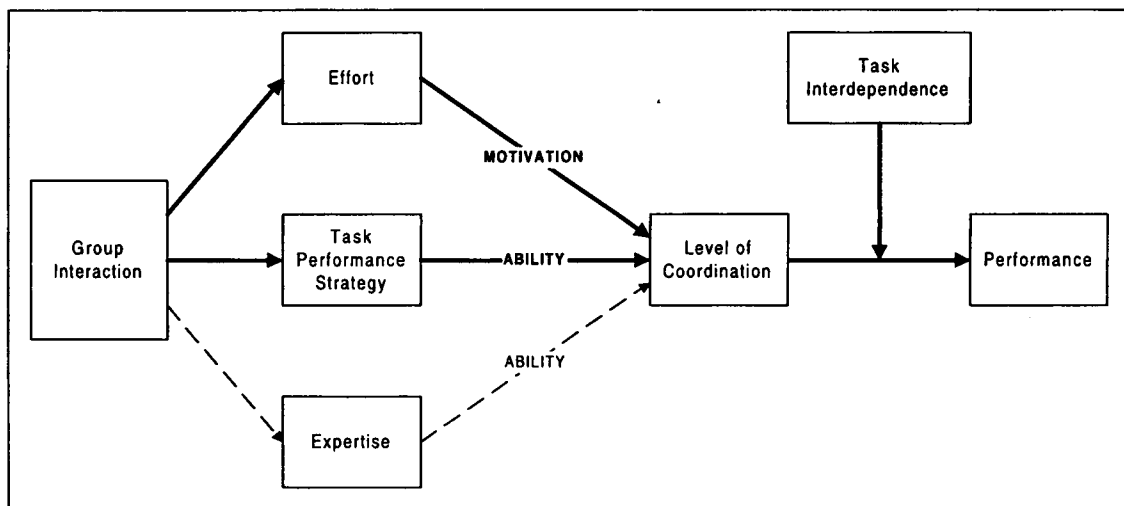 Effort
Task
Interdependence
MOTIVATION
Group
Interaction
Task
Performance
Strategy
ABILITY
Level of
Coordination
Performance
ABILITY
Expertise